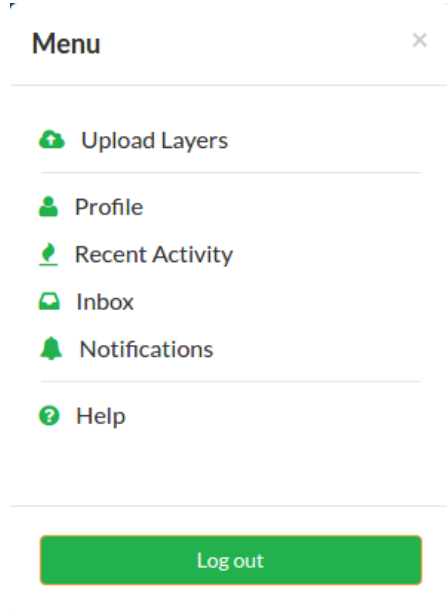 Menu
Upload Layers
Profile
Recent Activity
Inbox
Notifications
Help
Log out